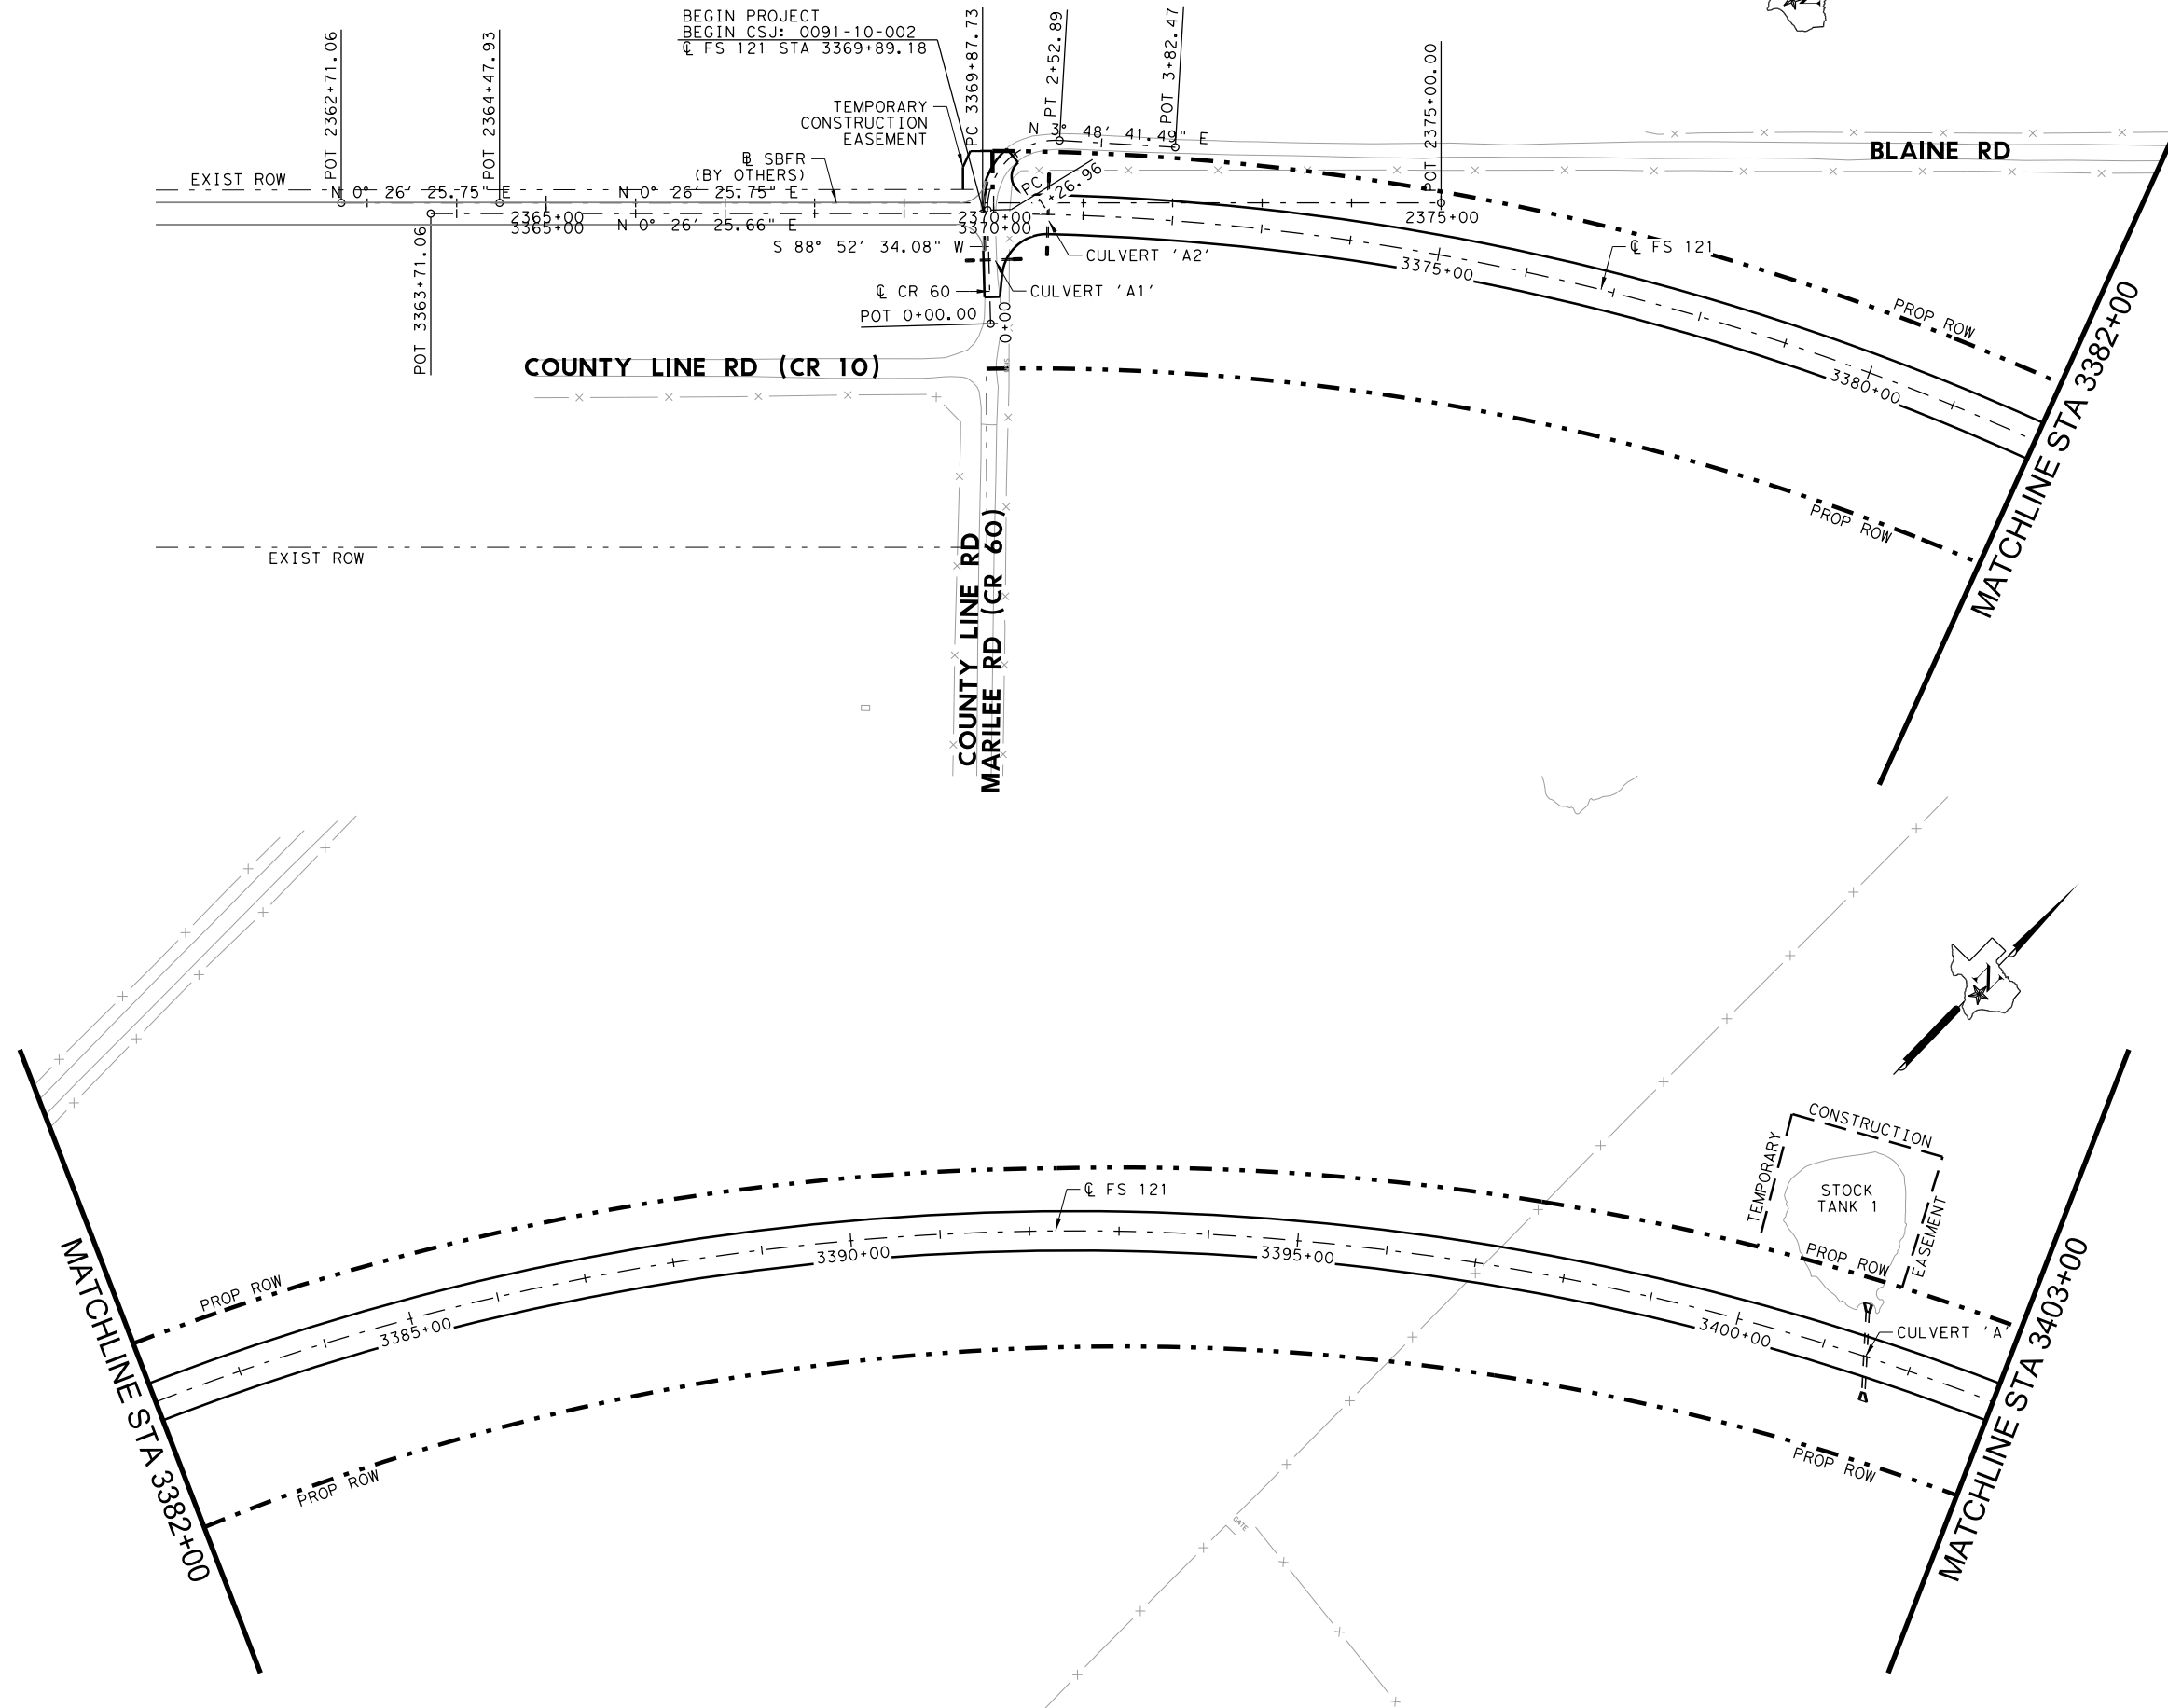 BEGIN PROJECT
BEGIN CSJ: 0091-10-002
℄ FS 121 STA 3369+89.18
POT 2362+71.06
POT 2364+47.93
PC 3369+87.73
PT 2+52.89
POT 3+82.47
POT 2375+00.00
TEMPORARY
CONSTRUCTION
EASEMENT
N 3° 48' 41.49" E
BLAINE RD
B SBFR
(BY OTHERS)
EXIST ROW
N 0° 26' 25.75" E
N 0° 26' 25.75" E
PC
+26.96
2365+00
3365+00
N 0° 26' 25.66" E
2370+00
3370+00
2375+00
POT 3363+71.06
S 88° 52' 34.08" W
CULVERT 'A2'
℄ FS 121
3375+00
℄ CR 60
CULVERT 'A1'
POT 0+00.00
0+00
PROP ROW
COUNTY LINE RD (CR 10)
3380+00
MATCHLINE STA 3382+00
PROP ROW
EXIST ROW
COUNTY LINE RD
MARILEE RD (CR 60)
CONSTRUCTION
TEMPORARY
EASEMENT
STOCK
TANK 1
℄ FS 121
PROP ROW
3390+00
3395+00
PROP ROW
3385+00
3400+00
CULVERT 'A'
MATCHLINE STA 3382+00
MATCHLINE STA 3403+00
PROP ROW
PROP ROW
GATE